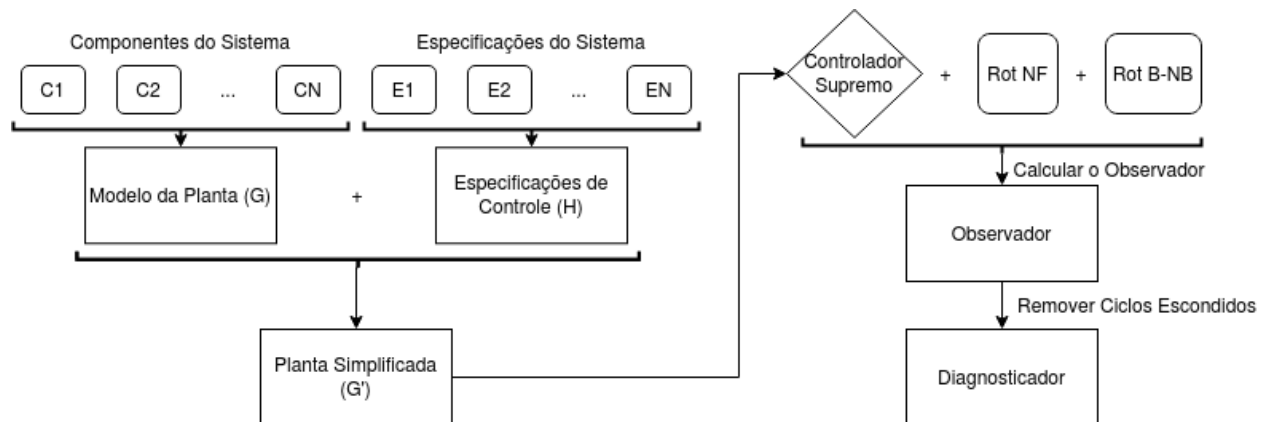 Componentes do Sistema
C1
C2
...
CN
Especificações do Sistema
E1
E2
...
EN
Modelo da Planta (G)
+
Especificações de
Controle (H)
Planta Simplificada
(G')
Controlador
Supremo
+
Rot NF
+
Rot B-NB
Calcular o Observador
Observador
Remover Ciclos Escondidos
Diagnosticador